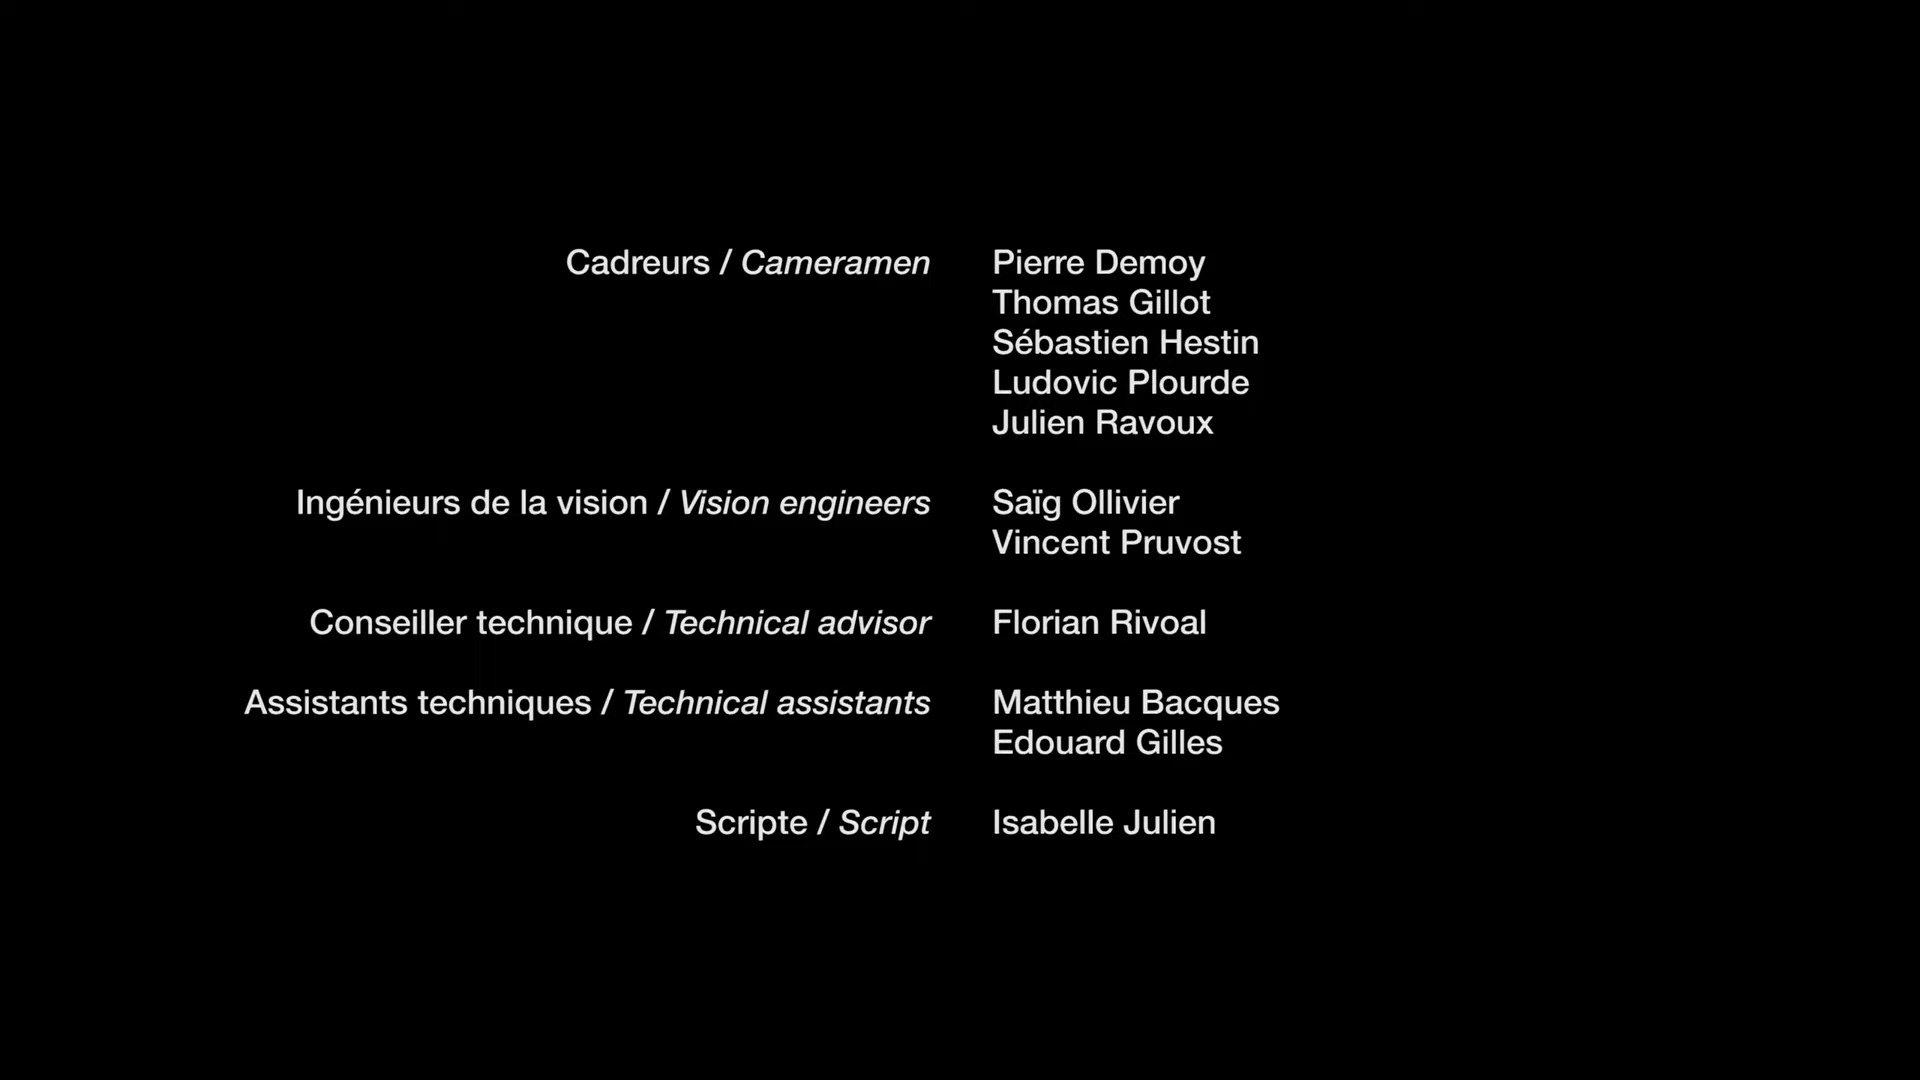 Cadreurs / Cameramen Pierre Demoy
Thomas Gillot
Sébastien Hestin
Ludovic Plourde
Julien Ravoux
Ingénieurs de la vision / Vision engineers Saïg Ollivier
Vincent Pruvost
Conseiller technique / Technical advisor Florian Rivoal
Assistants techniques / Technical assistants Matthieu Bacques
Edouard Gilles
Scripte / Script Isabelle Julien